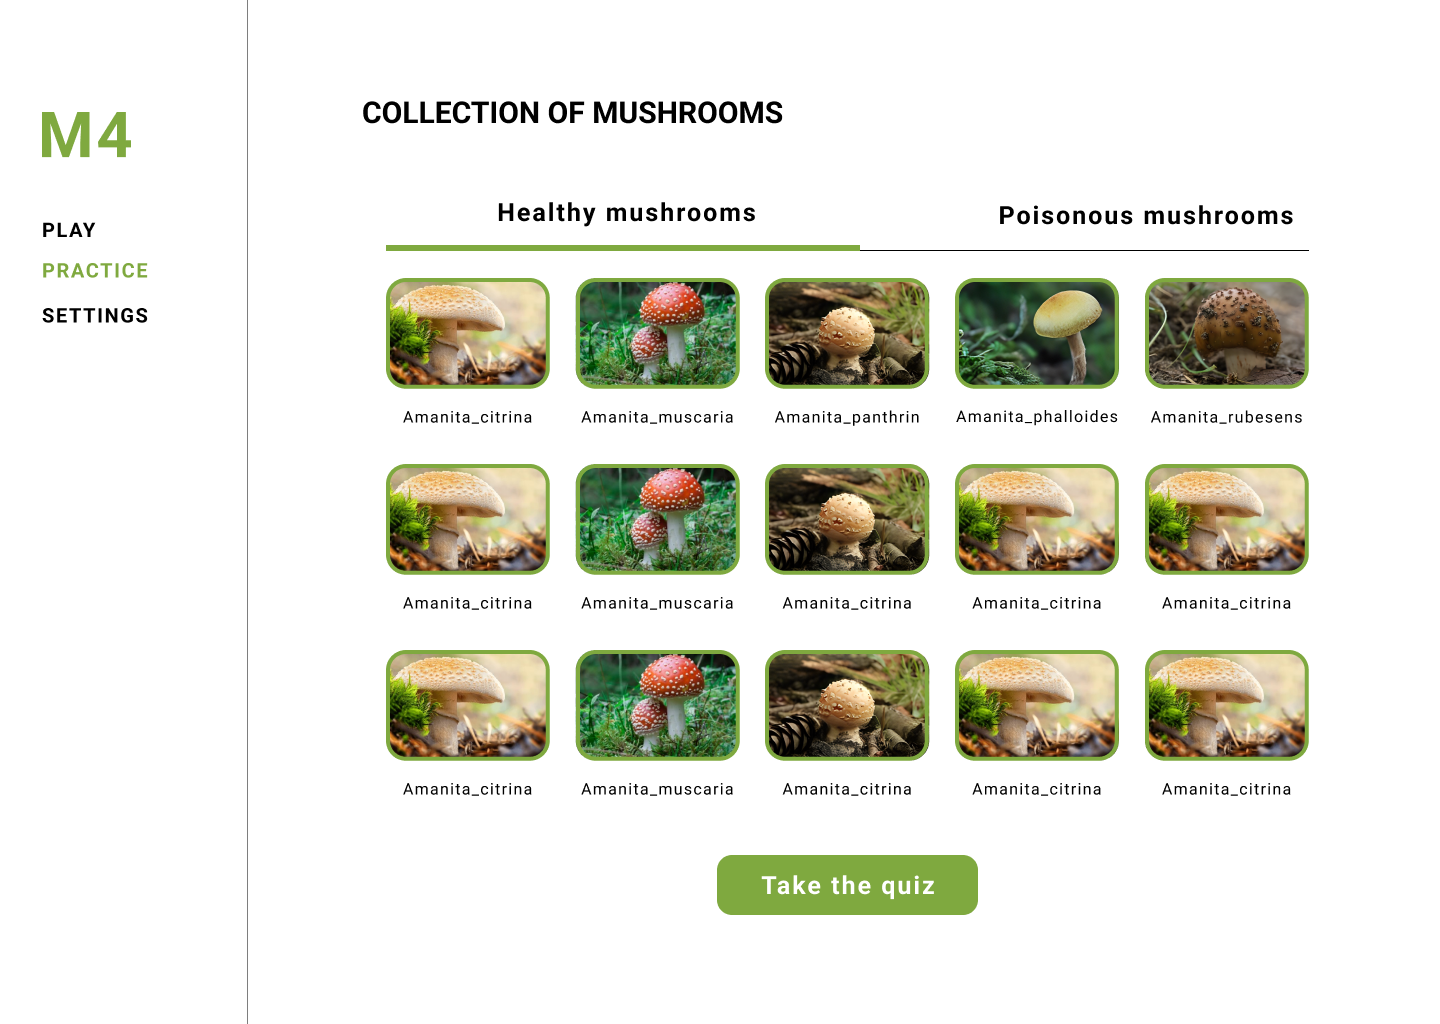 M4
PLAY
PRACTICE
SETTINGS
COLLECTION OF MUSHROOMS
Healthy mushrooms
Poisonous mushrooms
Amanita_citrina
Amanita_muscaria
Amanita_panthrin
Amanita_phalloides
Amanita_rubesens
Amanita_citrina
Amanita_muscaria
Amanita_citrina
Amanita_citrina
Amanita_citrina
Amanita_citrina
Amanita_muscaria
Amanita_citrina
Amanita_citrina
Amanita_citrina
Take the quiz